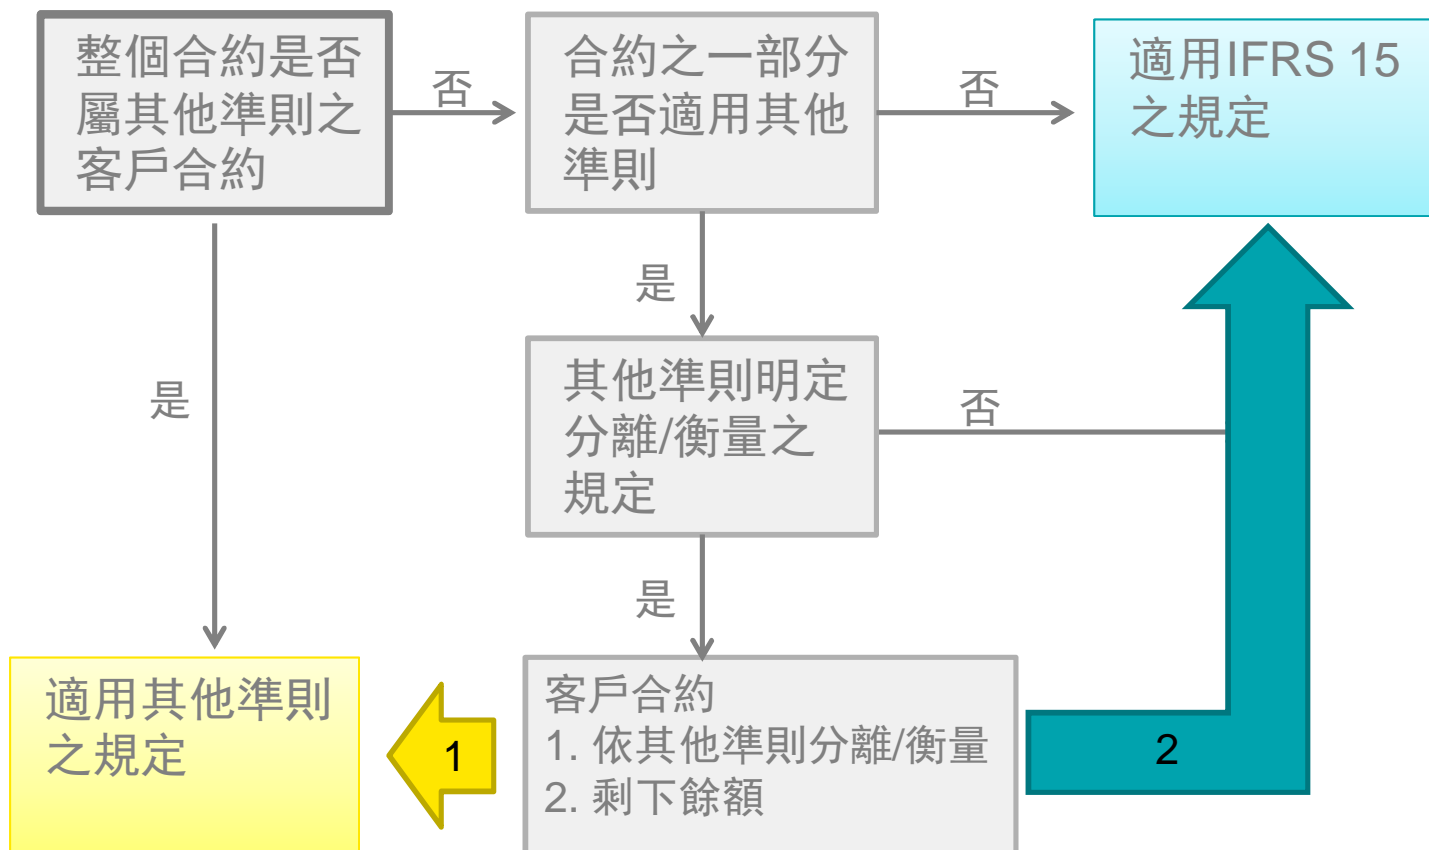 整個合約是否
屬其他準則之
客戶合約
否
合約之一部分
是否適用其他
準則
否
適用IFRS 15
之規定
是
是
其他準則明定
分離/衡量之
規定
否
是
適用其他準則
之規定
1
客戶合約
1. 依其他準則分離/衡量
2. 剩下餘額
2